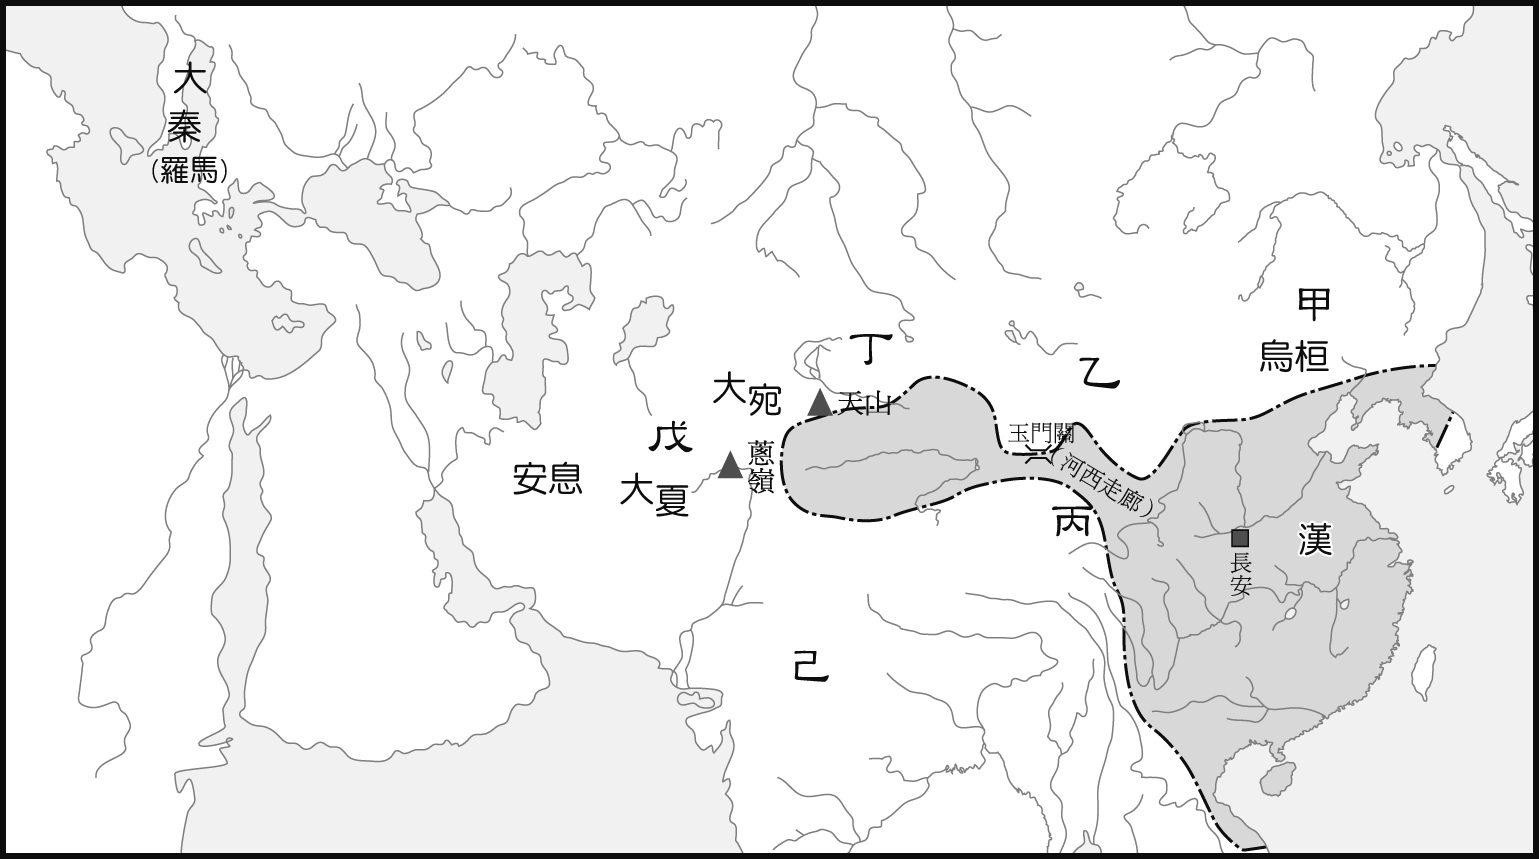 大秦
(羅馬)
甲
烏桓
丁
乙
大宛
天山
玉門關
(河西走廊)
戊
蔥嶺
安息
大夏
丙
漢
長安
己